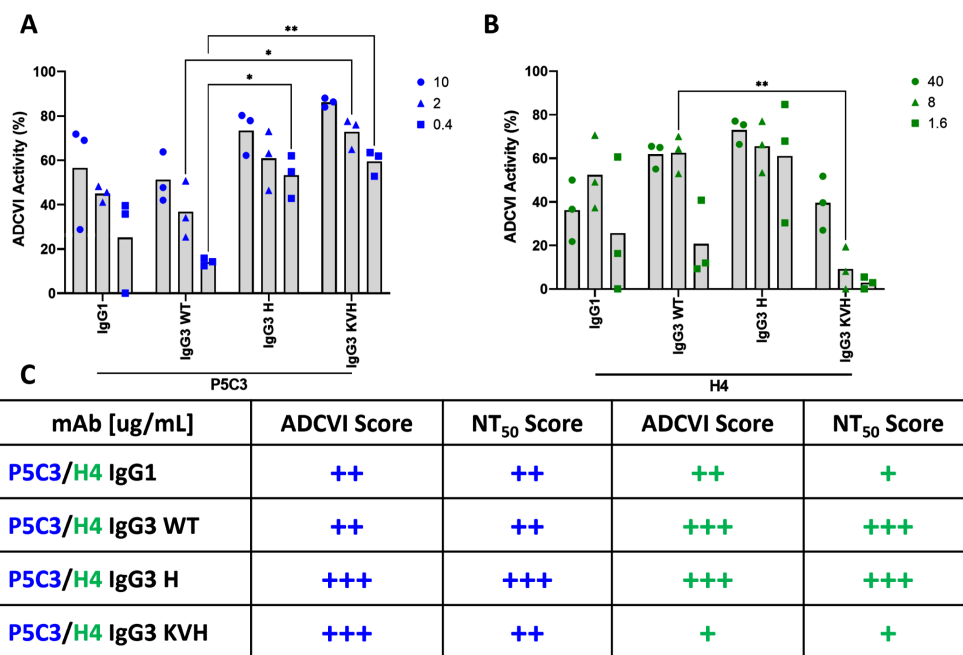 A
ADCVI Activity (%)
100
80
60
40
20
0
**
*
*
10
2
0.4
IgG1
IgG3 WT
IgG3 H
IgG3 KVH
P5C3
B
ADCVI Activity (%)
100
80
60
40
20
0
**
40
8
1.6
IgG1
IgG3 WT
IgG3 H
IgG3 KVH
H4
C
mAb [ug/mL] ADCVI Score NT50 Score ADCVI Score NT50 Score
P5C3/H4 IgG1 ++ ++ ++ +
P5C3/H4 IgG3 WT ++ ++ +++ +++
P5C3/H4 IgG3 H +++ +++ +++ +++
P5C3/H4 IgG3 KVH +++ ++ + +